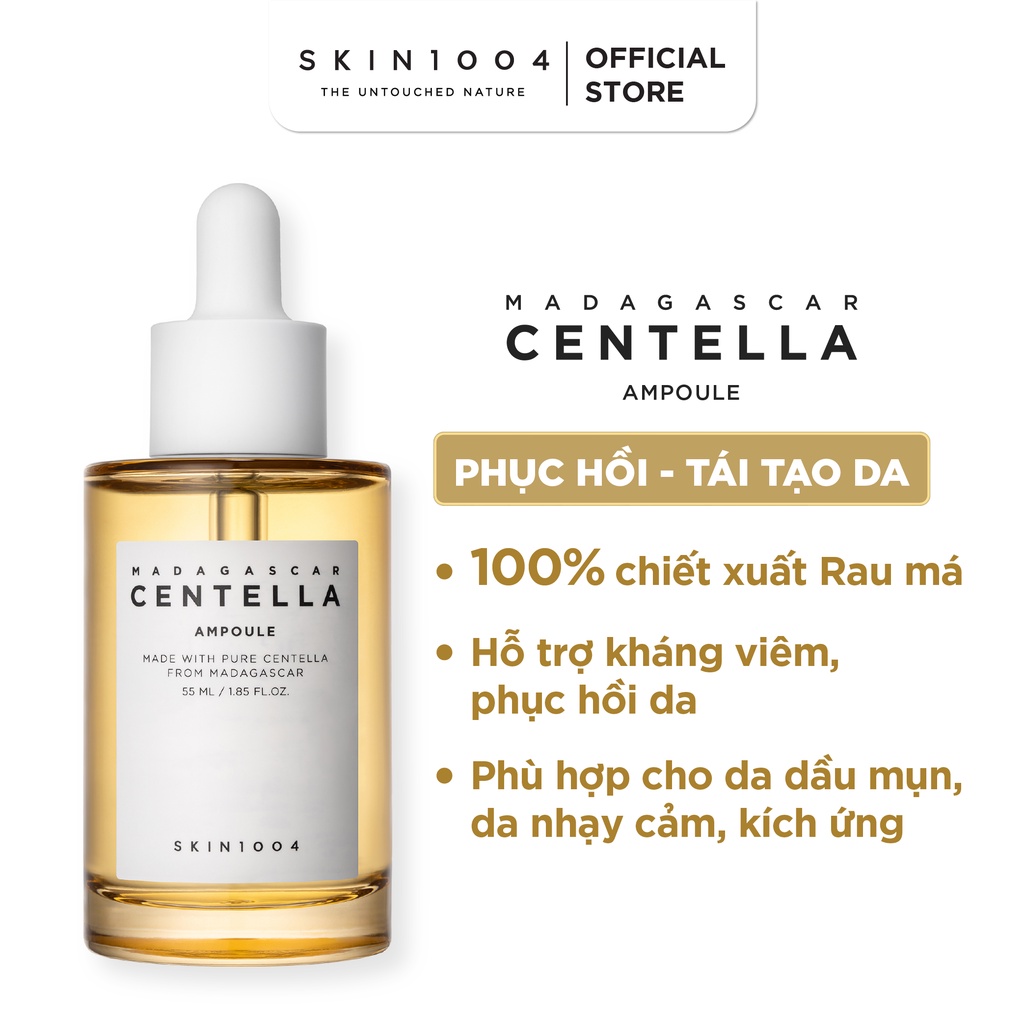 SKIN1004
THE UNTOUCHED NATURE
OFFICIAL
STORE
MADAGASCAR
CENTELLA
AMPOULE
PHỤC HỒI - TÁI TẠO DA
• 100% chiết xuất Rau má
• Hỗ trợ kháng viêm,
phục hồi da
• Phù hợp cho da dầu mụn,
da nhạy cảm, kích ứng
MADAGASCAR
CENTELLA
AMPOULE
MADE WITH PURE CENTELLA
FROM MADAGASCAR
55 ML / 1.85 FL.OZ.
SKIN1004